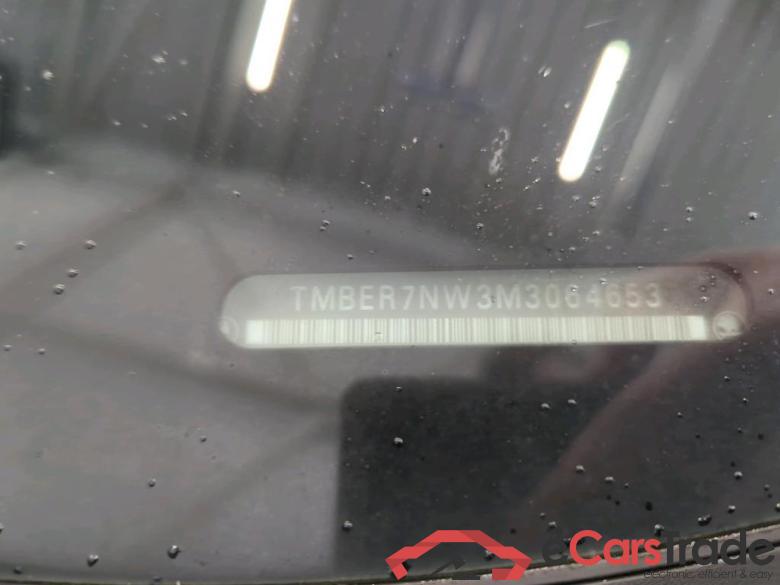 TMBER7NW3M3064653
eCarsTrade
electronic, efficient & easy